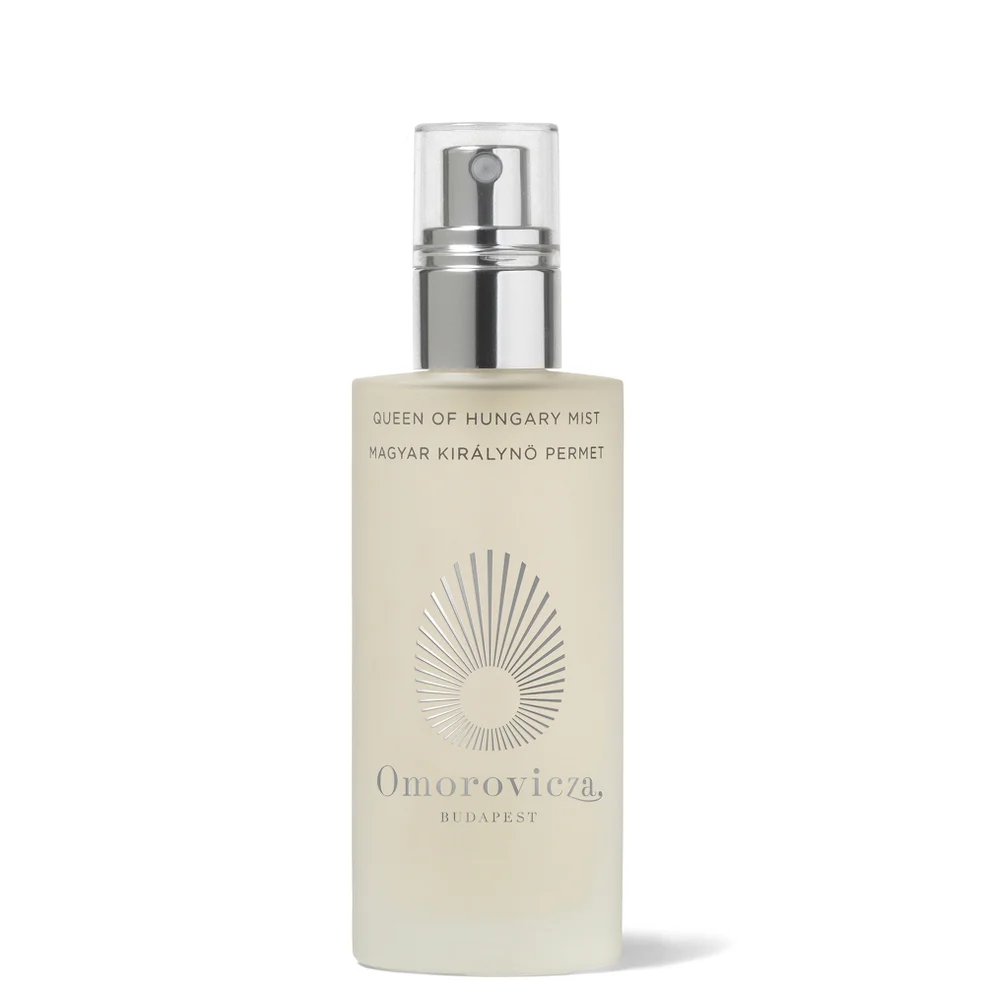 QUEEN OF HUNGARY MIST
MAGYAR KIRÁLYNÖ PERMET
Omorovicza
BUDAPEST